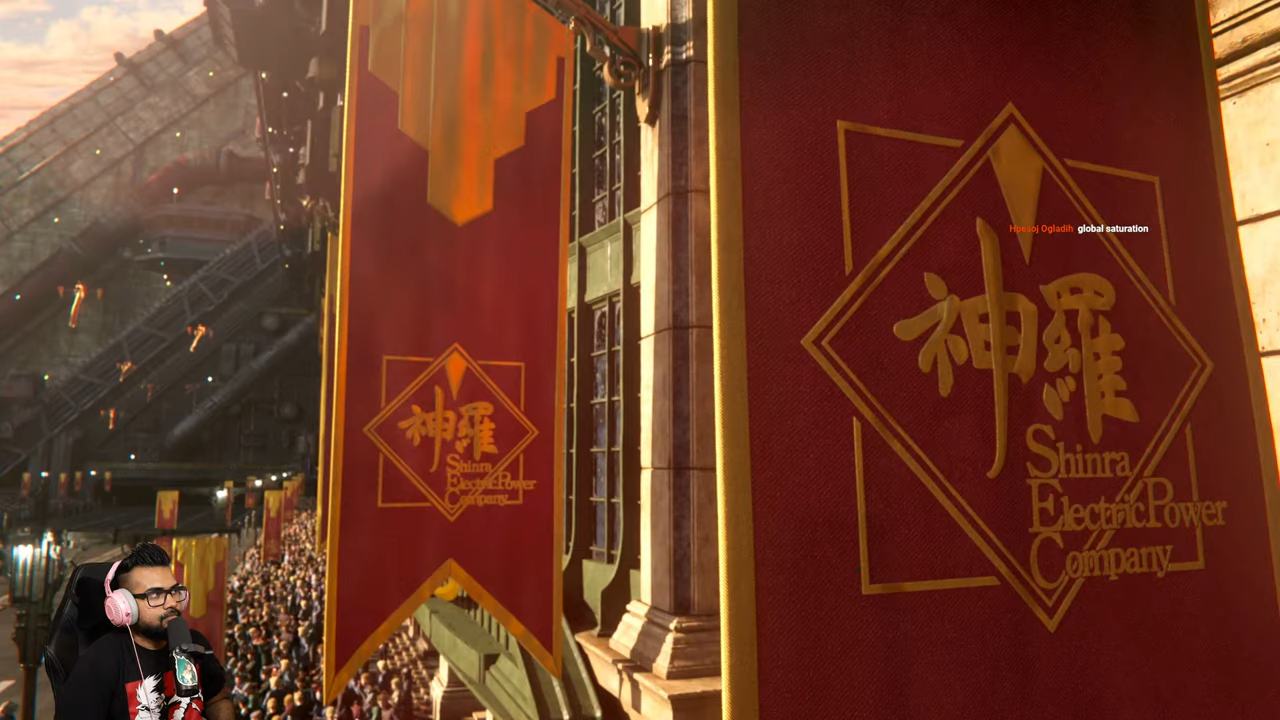 神羅
Shinra
Electric Power
Company
Hpesoj Ogladih global saturation
神羅
Shinra
Electric Power
Company